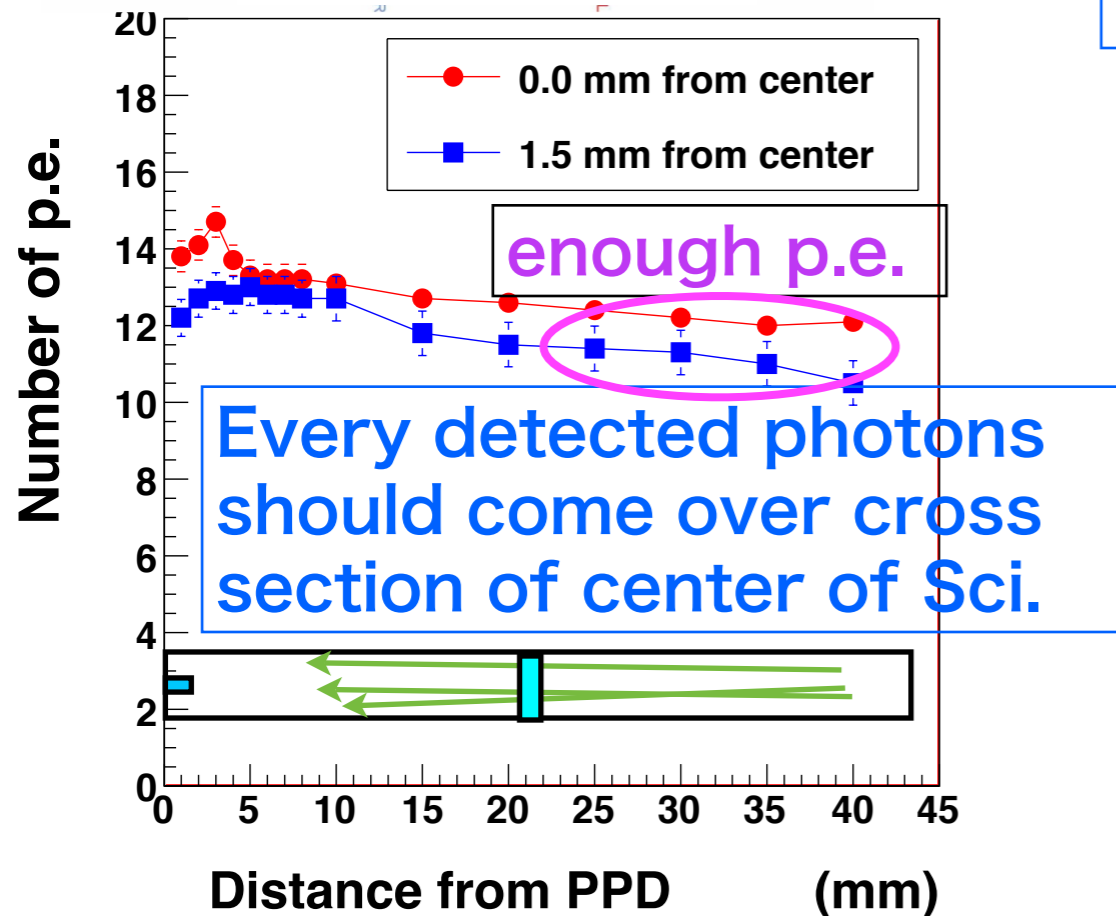 20
18
16
14
12
10
8
6
4
2
0
Number of p.e.
0.0 mm from center
1.5 mm from center
enough p.e.
Every detected photons
should come over cross
section of center of Sci.
0 5 10 15 20 25 30 35 40 45
Distance from PPD (mm)